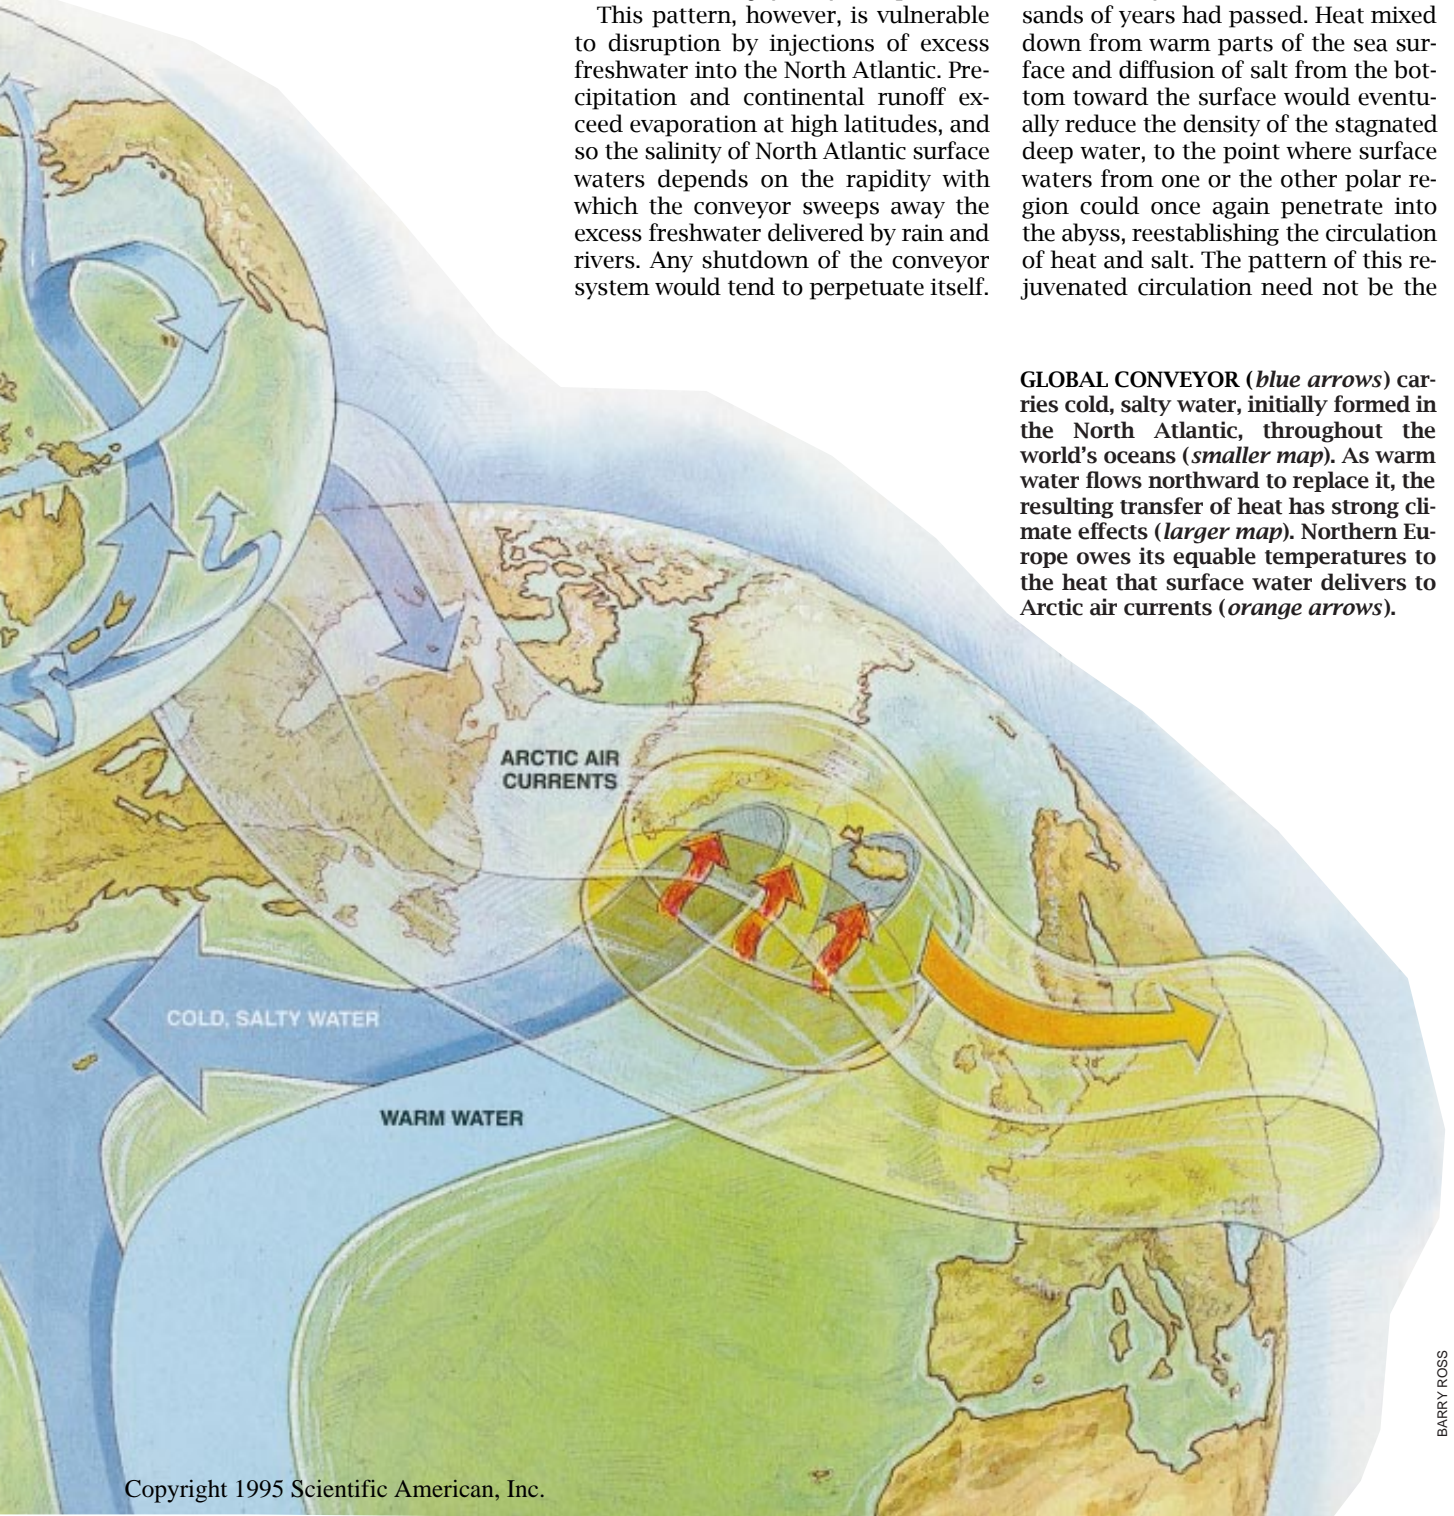 This pattern, however, is vulnerable
to disruption by injections of excess
freshwater into the North Atlantic. Pre-
cipitation and continental runoff ex-
ceed evaporation at high latitudes, and
so the salinity of North Atlantic surface
waters depends on the rapidity with
which the conveyor sweeps away the
excess freshwater delivered by rain and
rivers. Any shutdown of the conveyor
system would tend to perpetuate itself.
sands of years had passed. Heat mixed
down from warm parts of the sea sur-
face and diffusion of salt from the bot-
tom toward the surface would eventu-
ally reduce the density of the stagnated
deep water, to the point where surface
waters from one or the other polar re-
gion could once again penetrate into
the abyss, reestablishing the circulation
of heat and salt. The pattern of this re-
juvenated circulation need not be the
GLOBAL CONVEYOR (blue arrows) car-
ries cold, salty water, initially formed in
the North Atlantic, throughout the
world's oceans (smaller map). As warm
water flows northward to replace it, the
resulting transfer of heat has strong cli-
mate effects (larger map). Northern Eu-
rope owes its equable temperatures to
the heat that surface water delivers to
Arctic air currents (orange arrows).
ARCTIC AIR
CURRENTS
COLD, SALTY WATER
WARM WATER
BARRY ROSS
Copyright 1995 Scientific American, Inc.